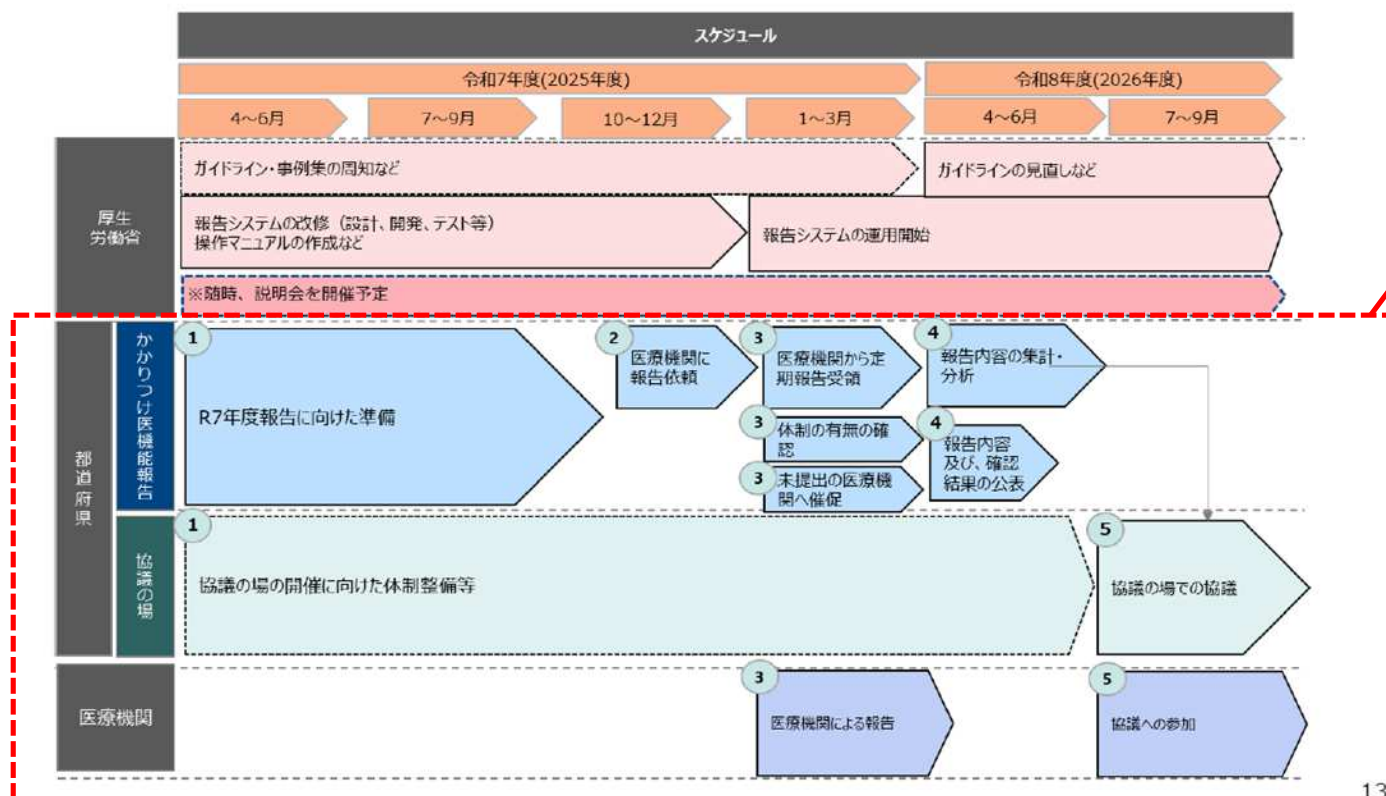 スケジュール
令和7年度(2025年度)
令和8年度(2026年度)
4～6月
7～9月
10～12月
1～3月
4～6月
7～9月
厚生
労働省
ガイドライン・事例集の周知など
ガイドラインの見直しなど
報告システムの改修（設計、開発、テスト等）
操作マニュアルの作成など
報告システムの運用開始
※随時、説明会を開催予定
都道府県
かかりつけ医機能報告
1
R7年度報告に向けた準備
2
医療機関に
報告依頼
3
医療機関から定
期報告受領
4
報告内容の集計・
分析
3
体制の有無の確
認
4
報告内容
及び、確認
結果の公表
3
未提出の医療機
関へ催促
協議の場
1
協議の場の開催に向けた体制整備等
5
協議の場での協議
医療機関
3
医療機関による報告
5
協議への参加
13